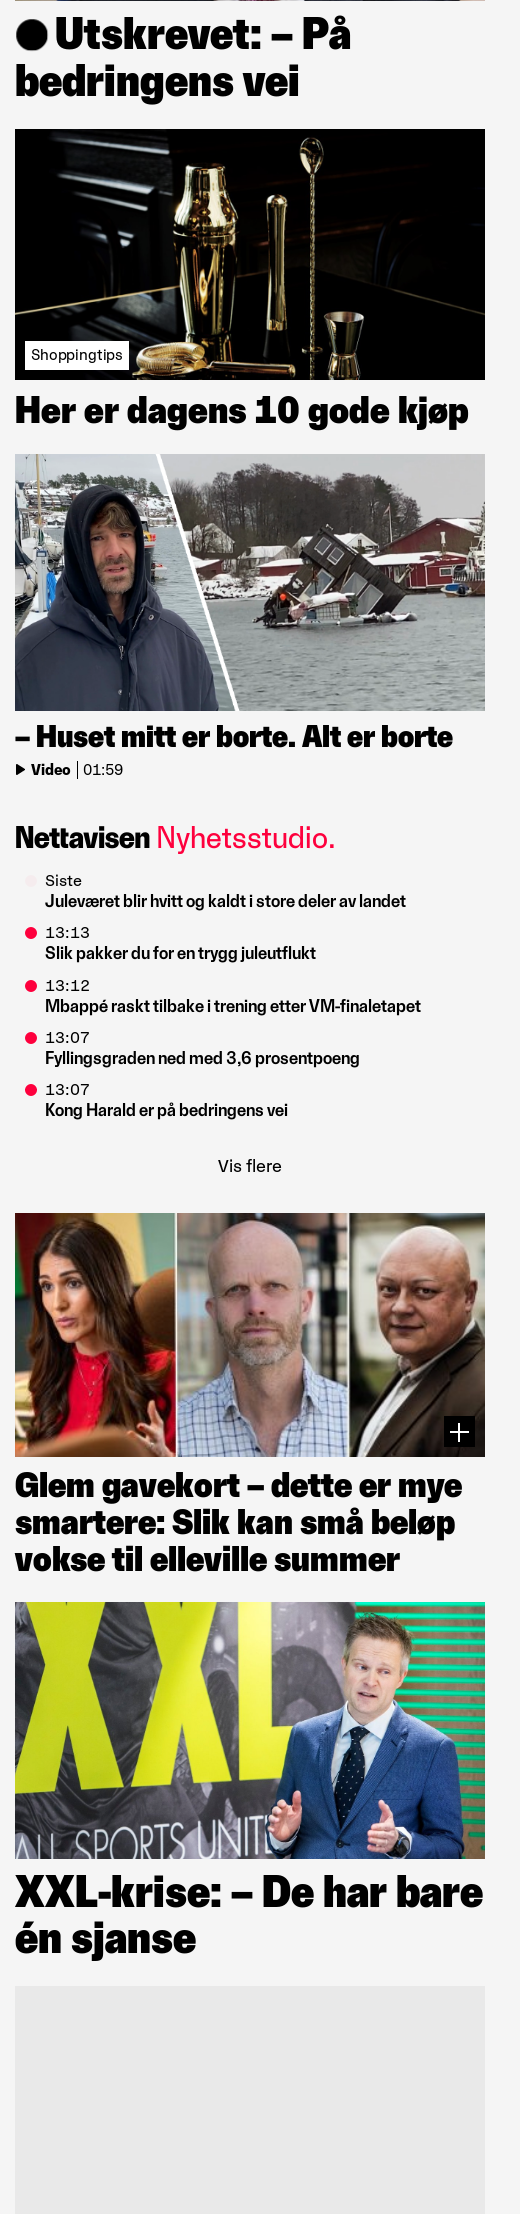 Utskrevet: – På
bedringens vei
Shoppingtips
Her er dagens 10 gode kjøp
– Huset mitt er borte. Alt er borte
Video | 01:59
Nettavisen Nyhetsstudio.
Siste
Juleværet blir hvitt og kaldt i store deler av landet
13:13
Slik pakker du for en trygg juleutflukt
13:12
Mbappé raskt tilbake i trening etter VM-finaletapet
13:07
Fyllingsgraden ned med 3,6 prosentpoeng
13:07
Kong Harald er på bedringens vei
Vis flere
Glem gavekort – dette er mye
smartere: Slik kan små beløp
vokse til elleville summer
XXL
ALL SPORTS UNITE
XXL-krise: – De har bare
én sjanse